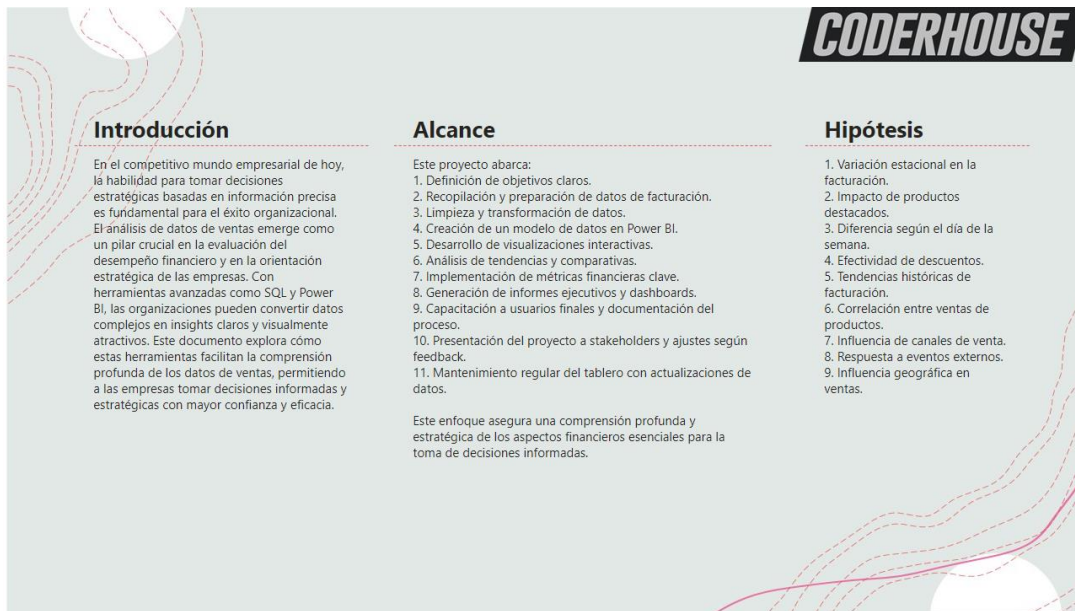 CODERHOUSE
Introducción
En el competitivo mundo empresarial de hoy,
la habilidad para tomar decisiones
estratégicas basadas en información precisa
es fundamental para el éxito organizacional.
El análisis de datos de ventas emerge como
un pilar crucial en la evaluación del
desempeño financiero y en la orientación
estratégica de las empresas. Con
herramientas avanzadas como SQL y Power
BI, las organizaciones pueden convertir datos
complejos en insights claros y visualmente
atractivos. Este documento explora cómo
estas herramientas facilitan la comprensión
profunda de los datos de ventas, permitiendo
a las empresas tomar decisiones informadas y
estratégicas con mayor confianza y eficacia.
Alcance
Este proyecto abarca:
1. Definición de objetivos claros.
2. Recopilación y preparación de datos de facturación.
3. Limpieza y transformación de datos.
4. Creación de un modelo de datos en Power BI.
5. Desarrollo de visualizaciones interactivas.
6. Análisis de tendencias y comparativas.
7. Implementación de métricas financieras clave.
8. Generación de informes ejecutivos y dashboards.
9. Capacitación a usuarios finales y documentación del
proceso.
10. Presentación del proyecto a stakeholders y ajustes según
feedback.
11. Mantenimiento regular del tablero con actualizaciones de
datos.
Este enfoque asegura una comprensión profunda y
estratégica de los aspectos financieros esenciales para la
toma de decisiones informadas.
Hipótesis
1. Variación estacional en la
facturación.
2. Impacto de productos
destacados.
3. Diferencia según el día de la
semana.
4. Efectividad de descuentos.
5. Tendencias históricas de
facturación.
6. Correlación entre ventas de
productos.
7. Influencia de canales de venta.
8. Respuesta a eventos externos.
9. Influencia geográfica en
ventas.